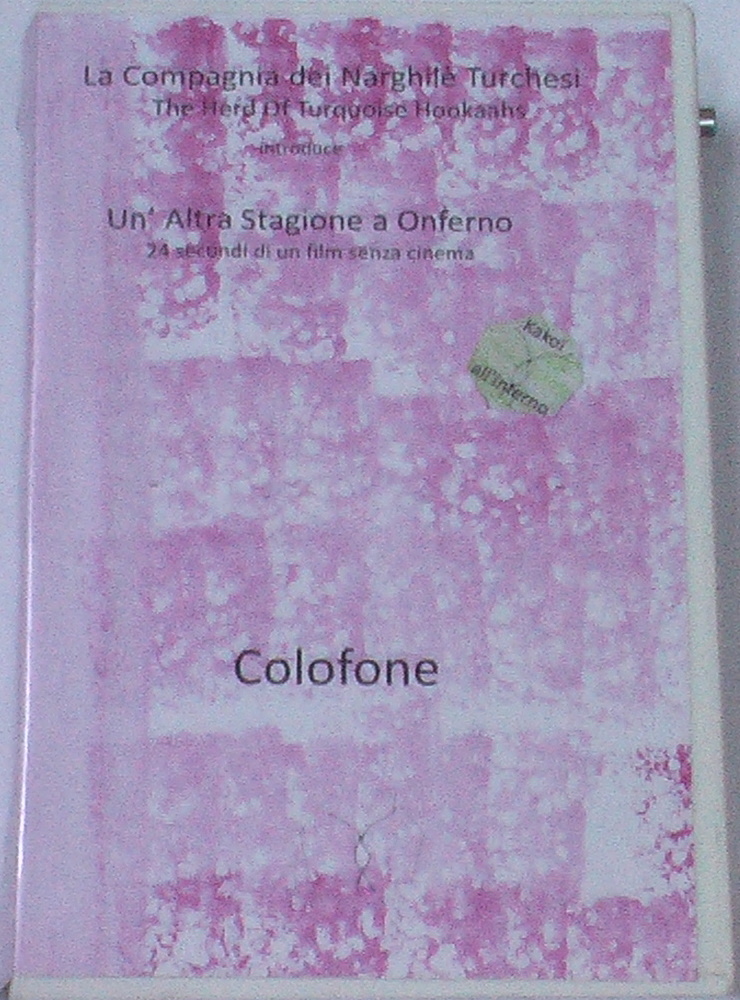 La Compagnia dei Narghilè Turchesi
The Herd Of Turquoise Hookaahs
introduce
Un' Altra Stagione a Onferno
24 secundi di un film senza cinema
Kakoi
all'inferno
Colofone